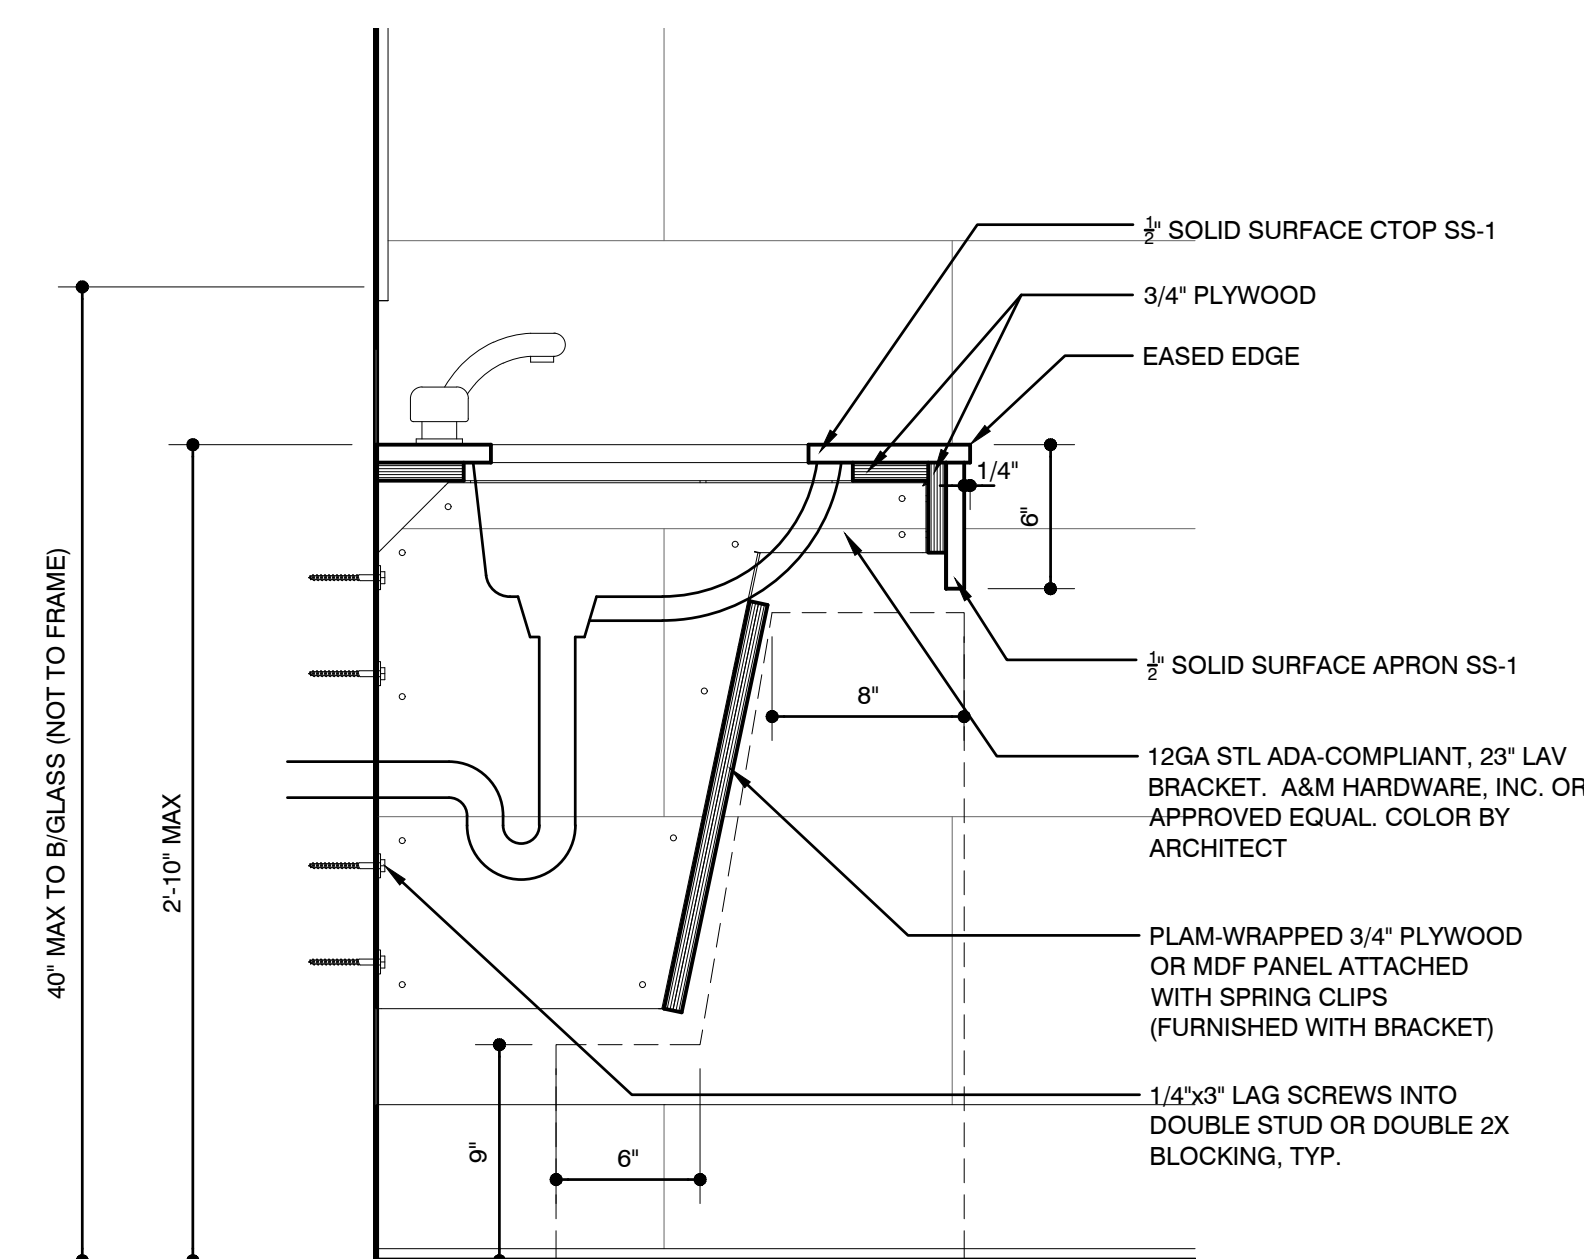 ½" SOLID SURFACE CTOP SS-1
3/4" PLYWOOD
EASED EDGE
1/4"
6"
40" MAX TO B/GLASS (NOT TO FRAME)
2'-10" MAX
½" SOLID SURFACE APRON SS-1
8"
12GA STL ADA-COMPLIANT, 23" LAV
BRACKET. A&M HARDWARE, INC. OR
APPROVED EQUAL. COLOR BY
ARCHITECT
PLAM-WRAPPED 3/4" PLYWOOD
OR MDF PANEL ATTACHED
WITH SPRING CLIPS
(FURNISHED WITH BRACKET)
1/4"x3" LAG SCREWS INTO
DOUBLE STUD OR DOUBLE 2X
BLOCKING, TYP.
9"
6"